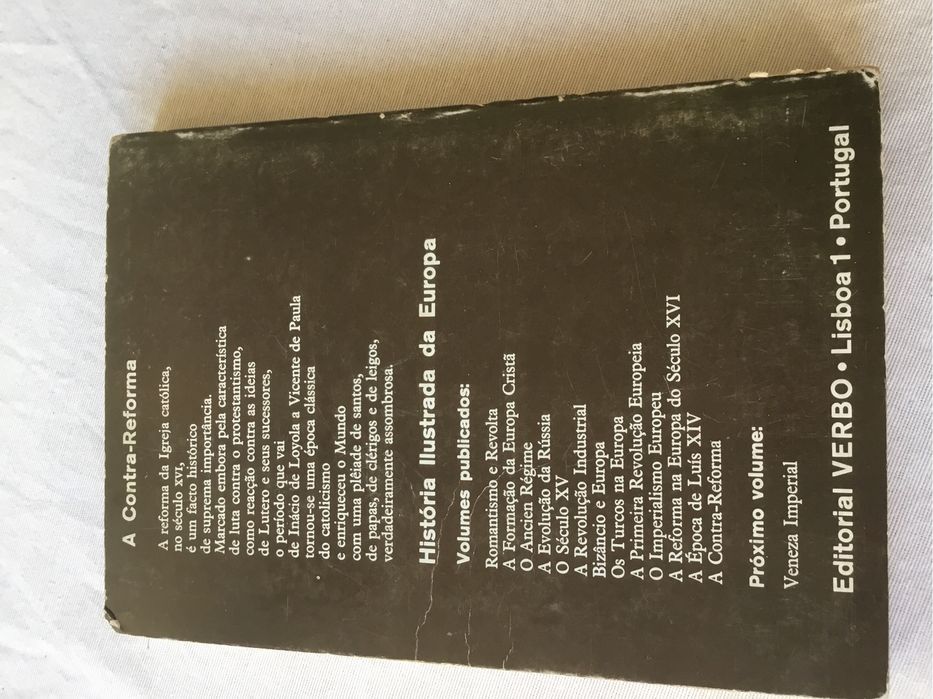 A Contra-Reforma
A reforma da Igreja católica,
no século XVI,
é um facto histórico
de suprema importância.
Marcado embora pela característica
de luta contra o protestantismo,
como reacção contra as ideias
de Lutero e seus sucessores,
o período que vai
de Inácio de Loyola a Vicente de Paula
tornou-se uma época clássica
do catolicismo
e enriqueceu o Mundo
com uma plêiade de santos,
de papas, de clérigos e de leigos,
verdadeiramente assombrosa.
História Ilustrada da Europa
Volumes publicados:
Romantismo e Revolta
A Formação da Europa Cristã
O Ancien Régime
A Evolução da Rússia
O Século XV
A Revolução Industrial
Bizâncio e Europa
Os Turcos na Europa
A Primeira Revolução Europeia
O Imperialismo Europeu
A Reforma na Europa do Século XVI
A Época de Luís XIV
A Contra-Reforma
Próximo volume:
Veneza Imperial
Editorial VERBO • Lisboa 1 • Portugal